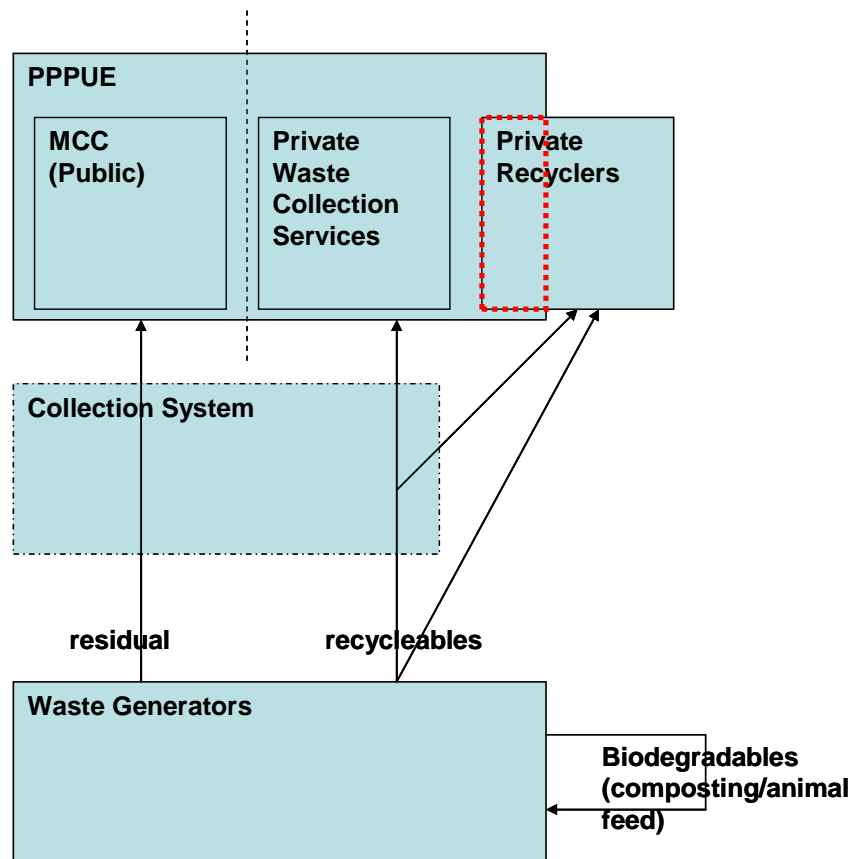 PPPUE
MCC
(Public)
Private
Waste
Collection
Services
Private
Recyclers
Collection System
residual
recycleables
Waste Generators
Biodegradables
(composting/animal
feed)